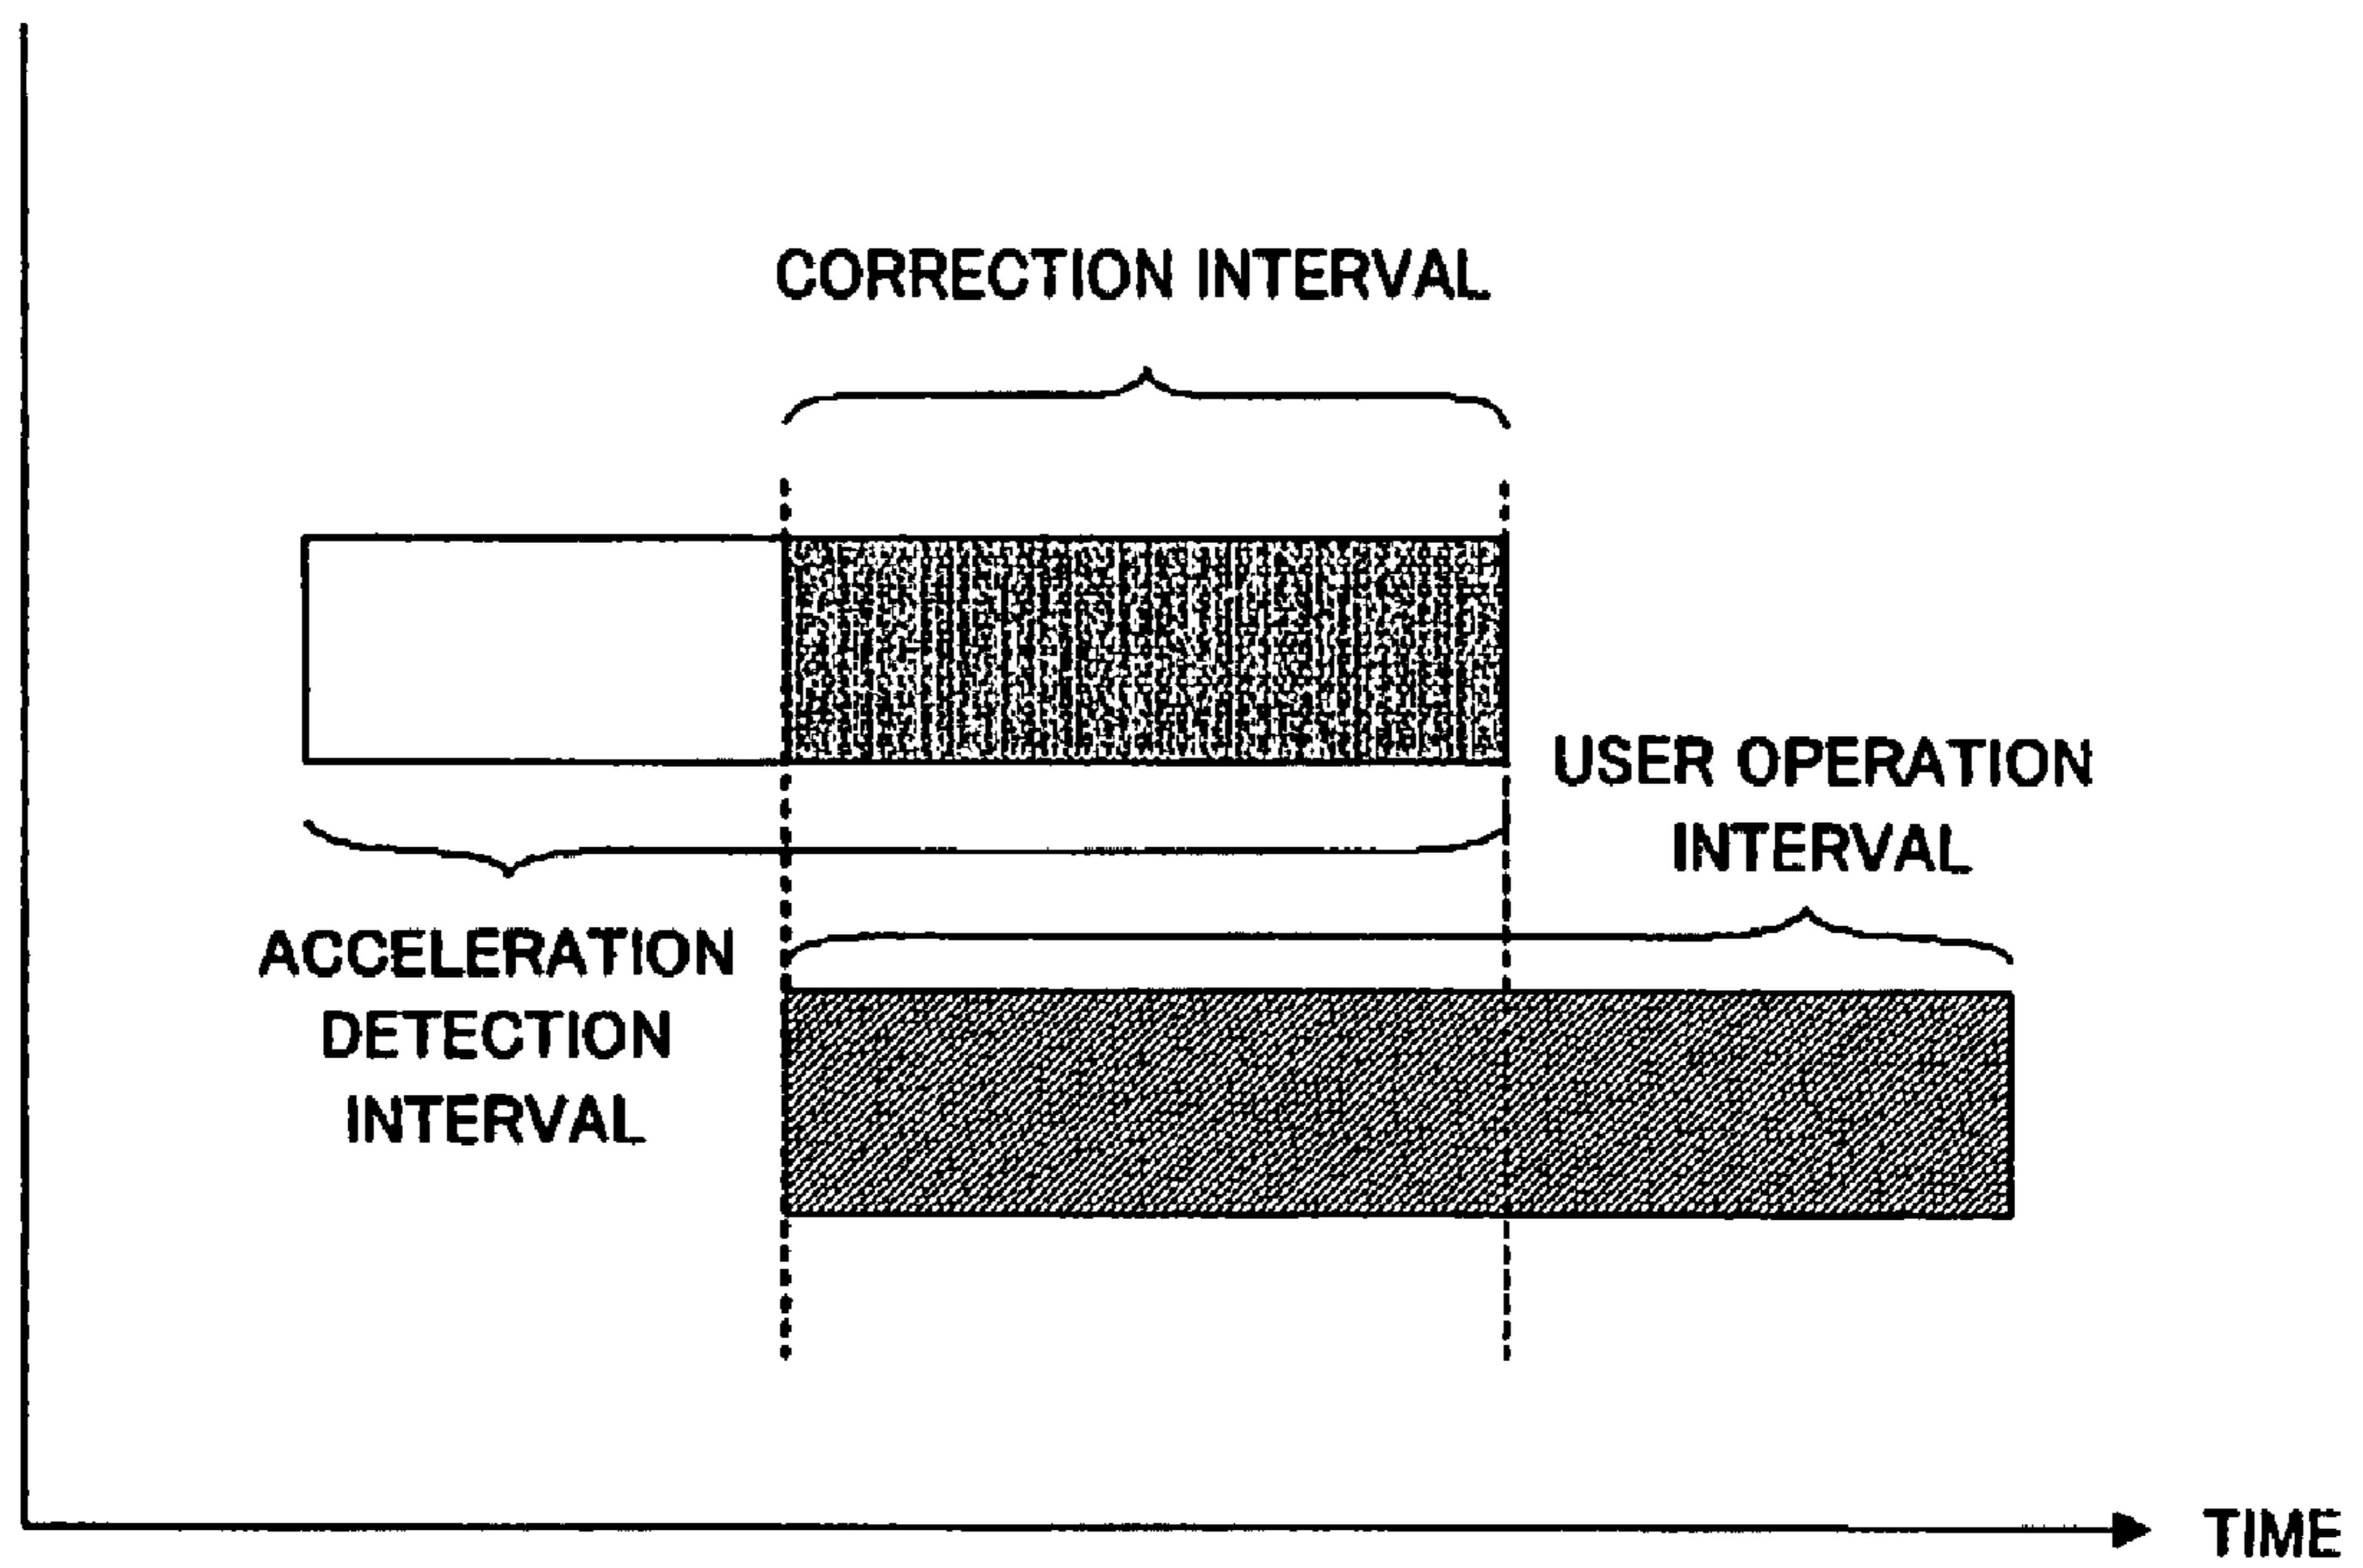 CORRECTION INTERVAL
USER OPERATION
INTERVAL
ACCELERATION
DETECTION
INTERVAL
TIME